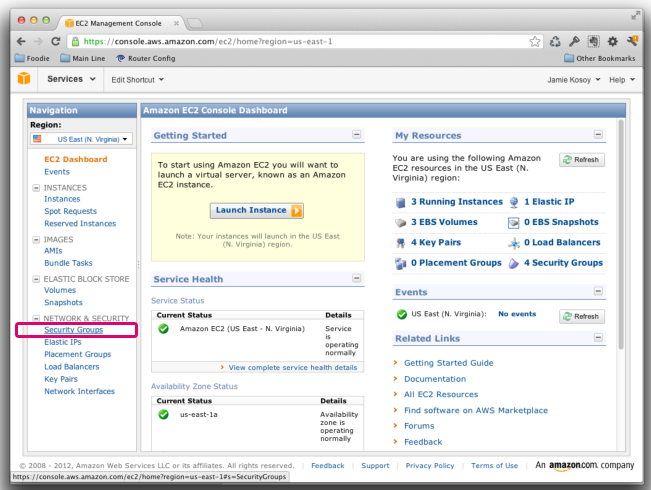 EC2 Management Console
https://console.aws.amazon.com/ec2/home?region=us-east-1
Foodie
Main Line
Router Config
Other Bookmarks
Services
Edit Shortcut
Jamie Kosoy
Help
Navigation
Region:
US East (N. Virginia)
EC2 Dashboard
Events
INSTANCES
Instances
Spot Requests
Reserved Instances
IMAGES
AMIs
Bundle Tasks
ELASTIC BLOCK STORE
Volumes
Snapshots
NETWORK & SECURITY
Security Groups
Elastic IPs
Placement Groups
Load Balancers
Key Pairs
Network Interfaces
Amazon EC2 Console Dashboard
Getting Started
To start using Amazon EC2 you will want to
launch a virtual server, known as an Amazon
EC2 instance.
Launch Instance
Note: Your instances will launch in the US East
(N. Virginia) region.
Service Health
Service Status
Current Status Details
Amazon EC2 (US East - N. Virginia) Service
is
operating
normally
View complete service health details
Availability Zone Status
Current Status Details
us-east-1a Availability
zone is
operating
normally
My Resources
You are using the following Amazon
EC2 resources in the US East (N.
Virginia) region:
Refresh
3 Running Instances 1 Elastic IP
3 EBS Volumes 0 EBS Snapshots
4 Key Pairs 0 Load Balancers
0 Placement Groups 4 Security Groups
Events
US East (N. Virginia): No events
Refresh
Related Links
Getting Started Guide
Documentation
All EC2 Resources
Find software on AWS Marketplace
Forums
Feedback
© 2008 - 2012, Amazon Web Services LLC or its affiliates. All rights reserved. Feedback Support Privacy Policy Terms of Use An amazon.com. company
https://console.aws.amazon.com/ec2/home?region=us-east-1#s=SecurityGroups